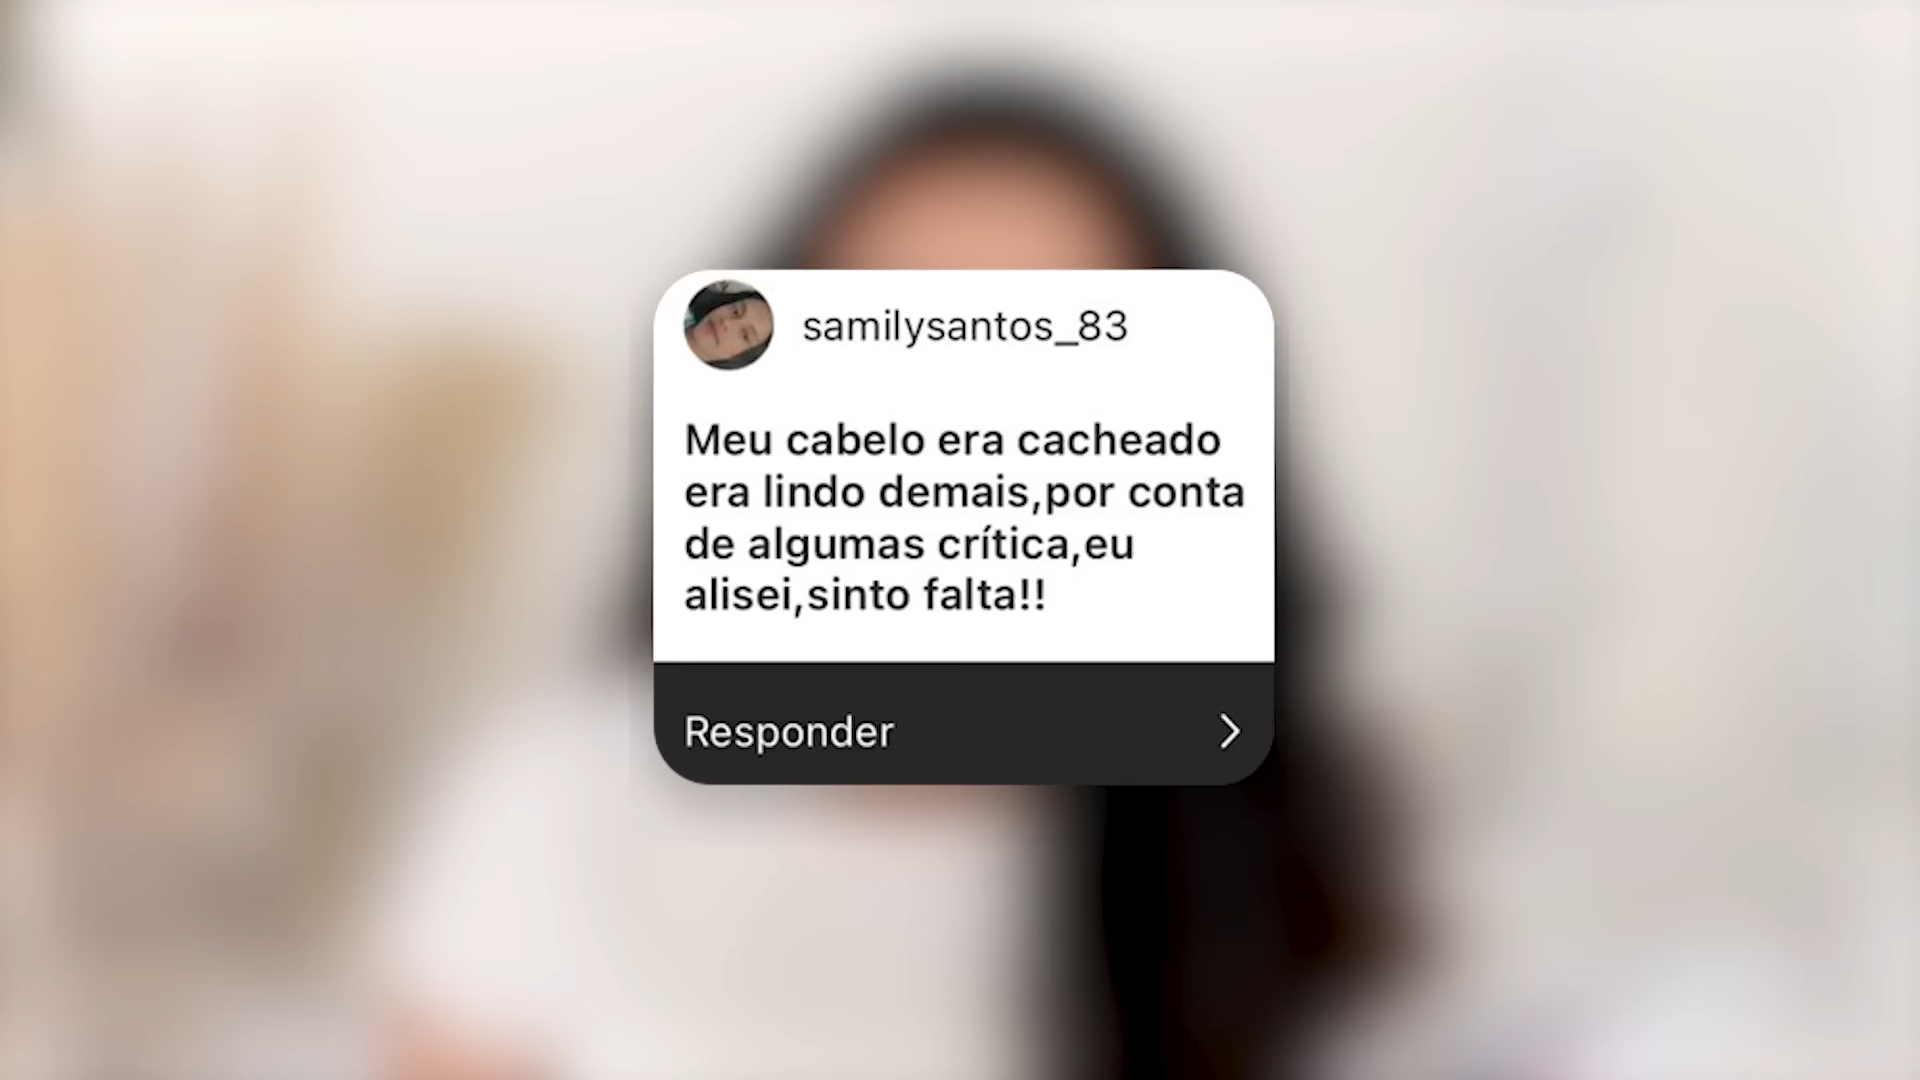 samilysantos_83
Meu cabelo era cacheado
era lindo demais,por conta
de algumas crítica,eu
alisei,sinto falta!!
Responder